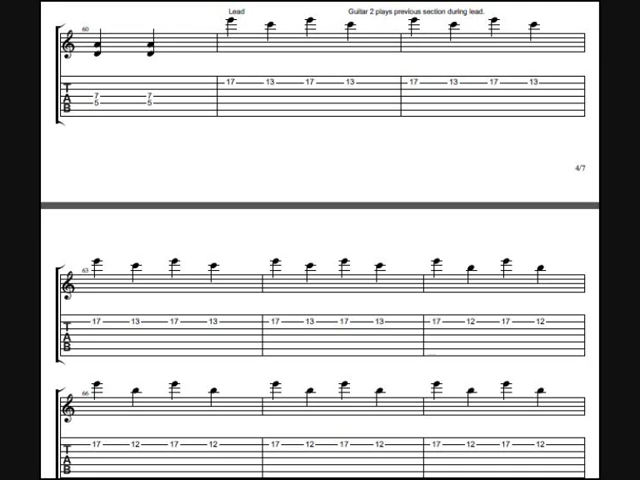 Lead Guitar 2 plays previous section during lead.
60
17 13 17 13 17 13 17 13
T
A 7 7
B 5 5
4/7
63
17 13 17 13 17 13 17 13 17 12 17 12
T
A
B
66
17 12 17 12 17 12 17 12 17 12 17 12
T
A
B